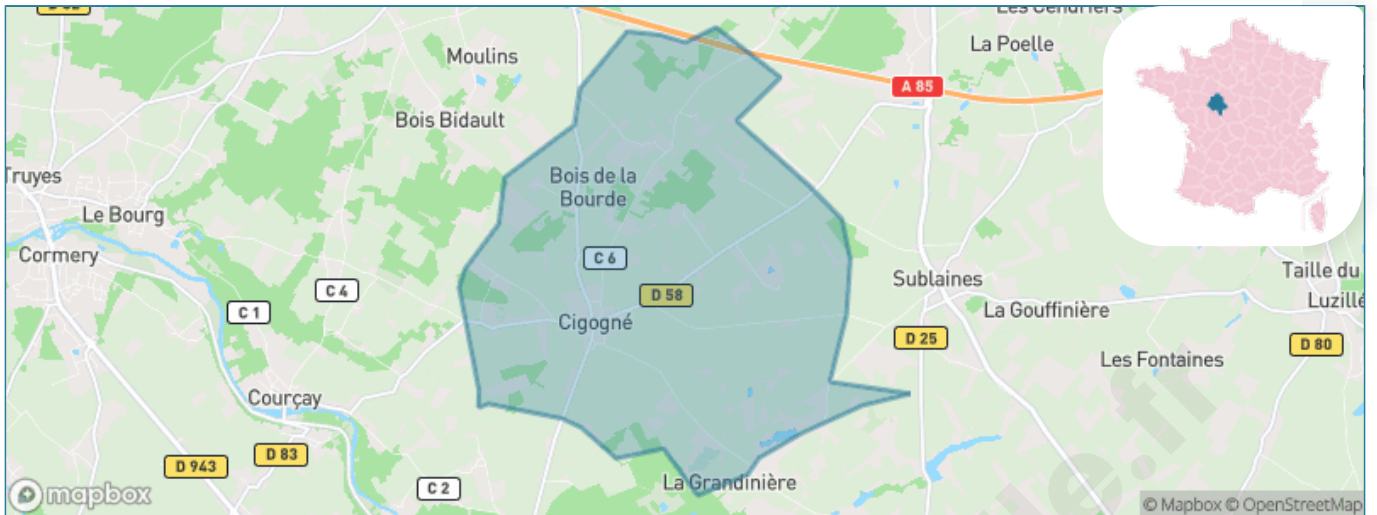 A 85
Moulins
La Poelle
Bois Bidault
Bois de la
Bourde
Truyes
Le Bourg
Cormery
C 6
C 4
C 1
D 58
Cigogné
Sublaines
La Gouffinière
Taille du
Luzillé
D 25
D 80
Les Fontaines
Courçay
D 83
D 943
C 2
La Grandinière
mapbox
© Mapbox © OpenStreetMap